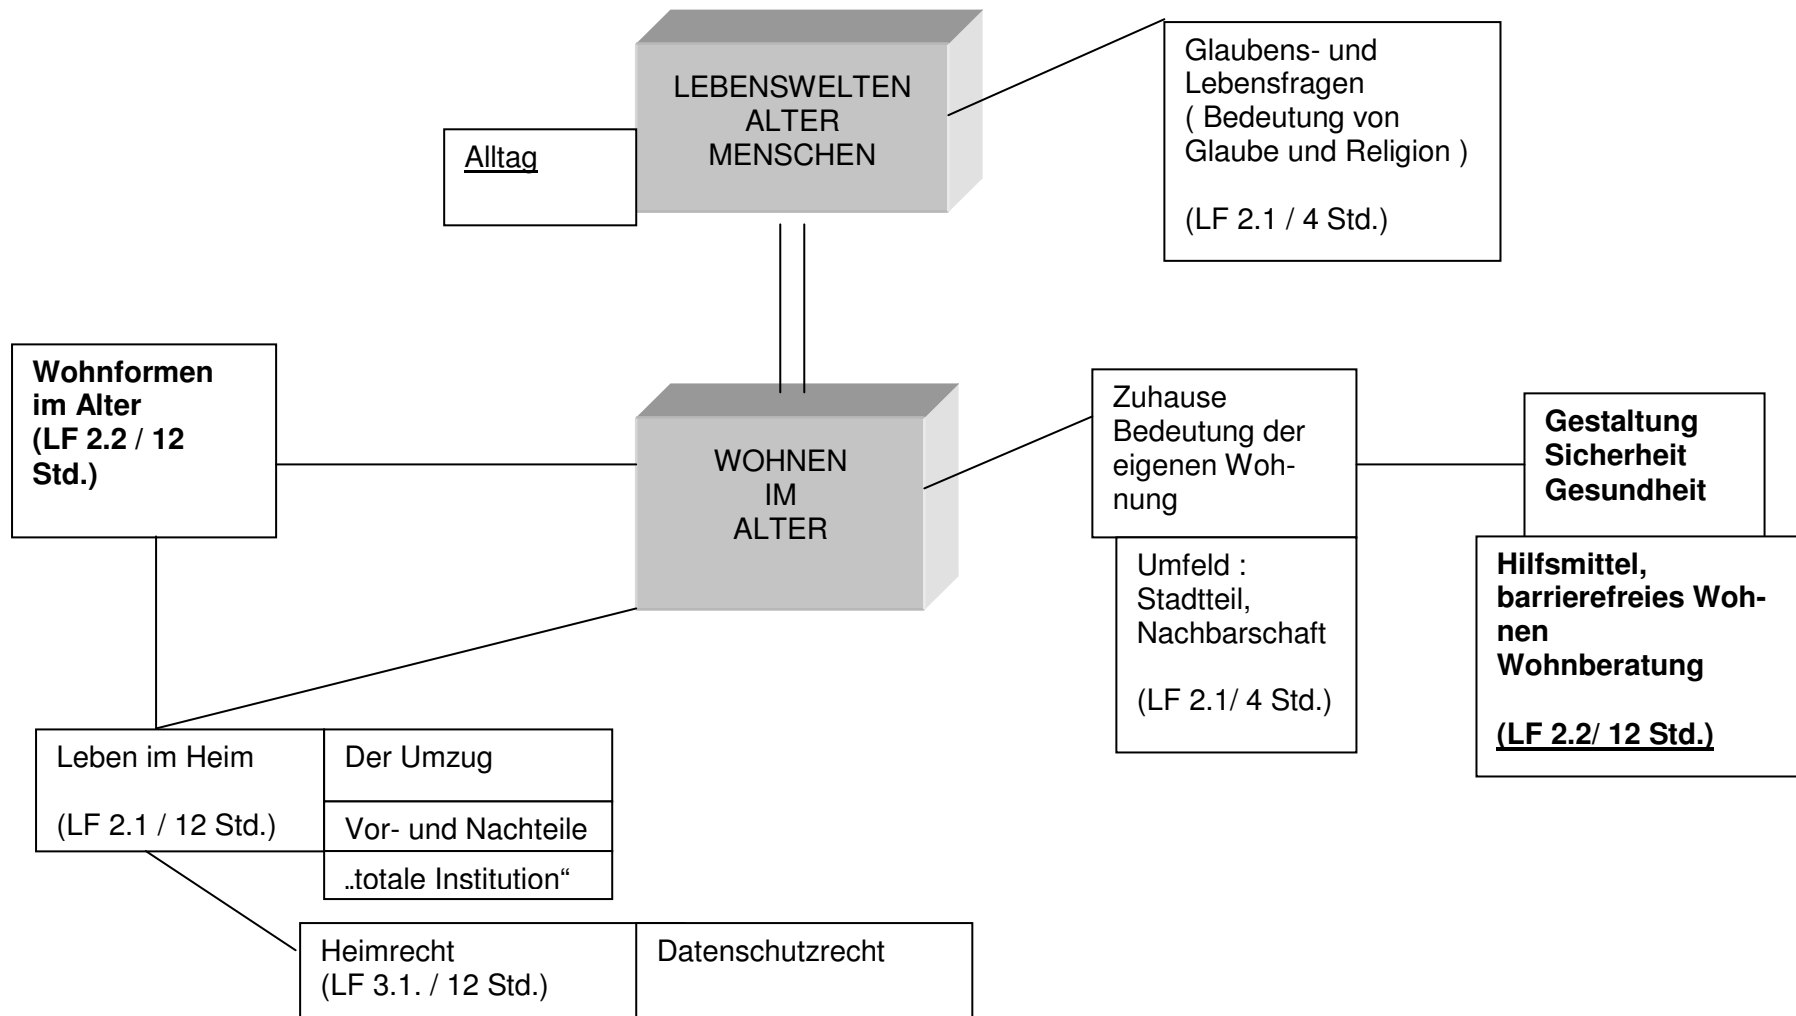 LEBENSWELTEN
ALTER
MENSCHEN
Alltag
Glaubens- und
Lebensfragen
( Bedeutung von
Glaube und Religion )
(LF 2.1 / 4 Std.)
Wohnformen
im Alter
(LF 2.2 / 12
Std.)
WOHNEN
IM
ALTER
Zuhause
Bedeutung der
eigenen Woh-
nung
Gestaltung
Sicherheit
Gesundheit
Umfeld :
Stadtteil,
Nachbarschaft
(LF 2.1/ 4 Std.)
Hilfsmittel,
barrierefreies Woh-
nen
Wohnberatung
(LF 2.2/ 12 Std.)
Leben im Heim
(LF 2.1 / 12 Std.)
Der Umzug
Vor- und Nachteile
„totale Institution“
Heimrecht
(LF 3.1. / 12 Std.)
Datenschutzrecht